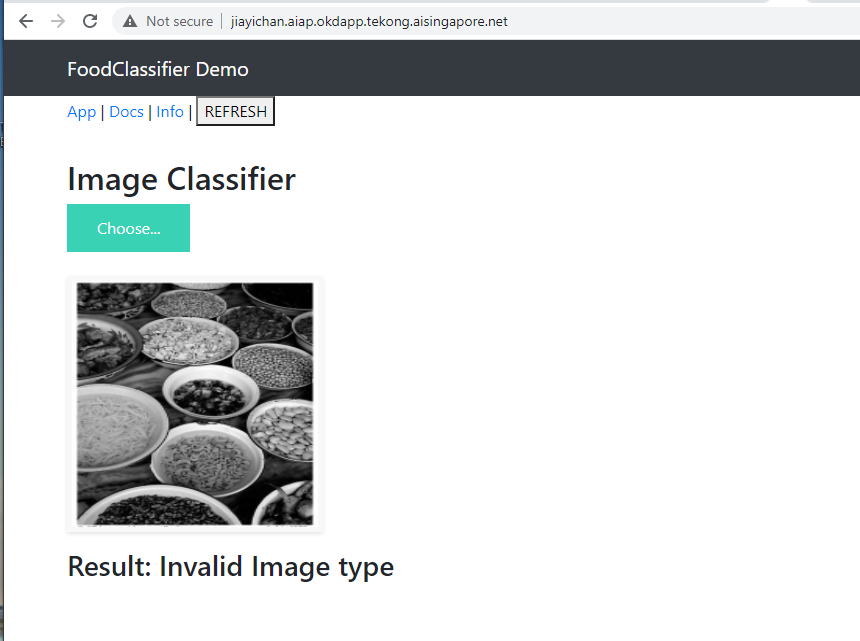 Not secure | jiayichan.aiap.okdapp.tekong.aisingapore.net
FoodClassifier Demo
App | Docs | Info | REFRESH
Image Classifier
Choose...
Result: Invalid Image type